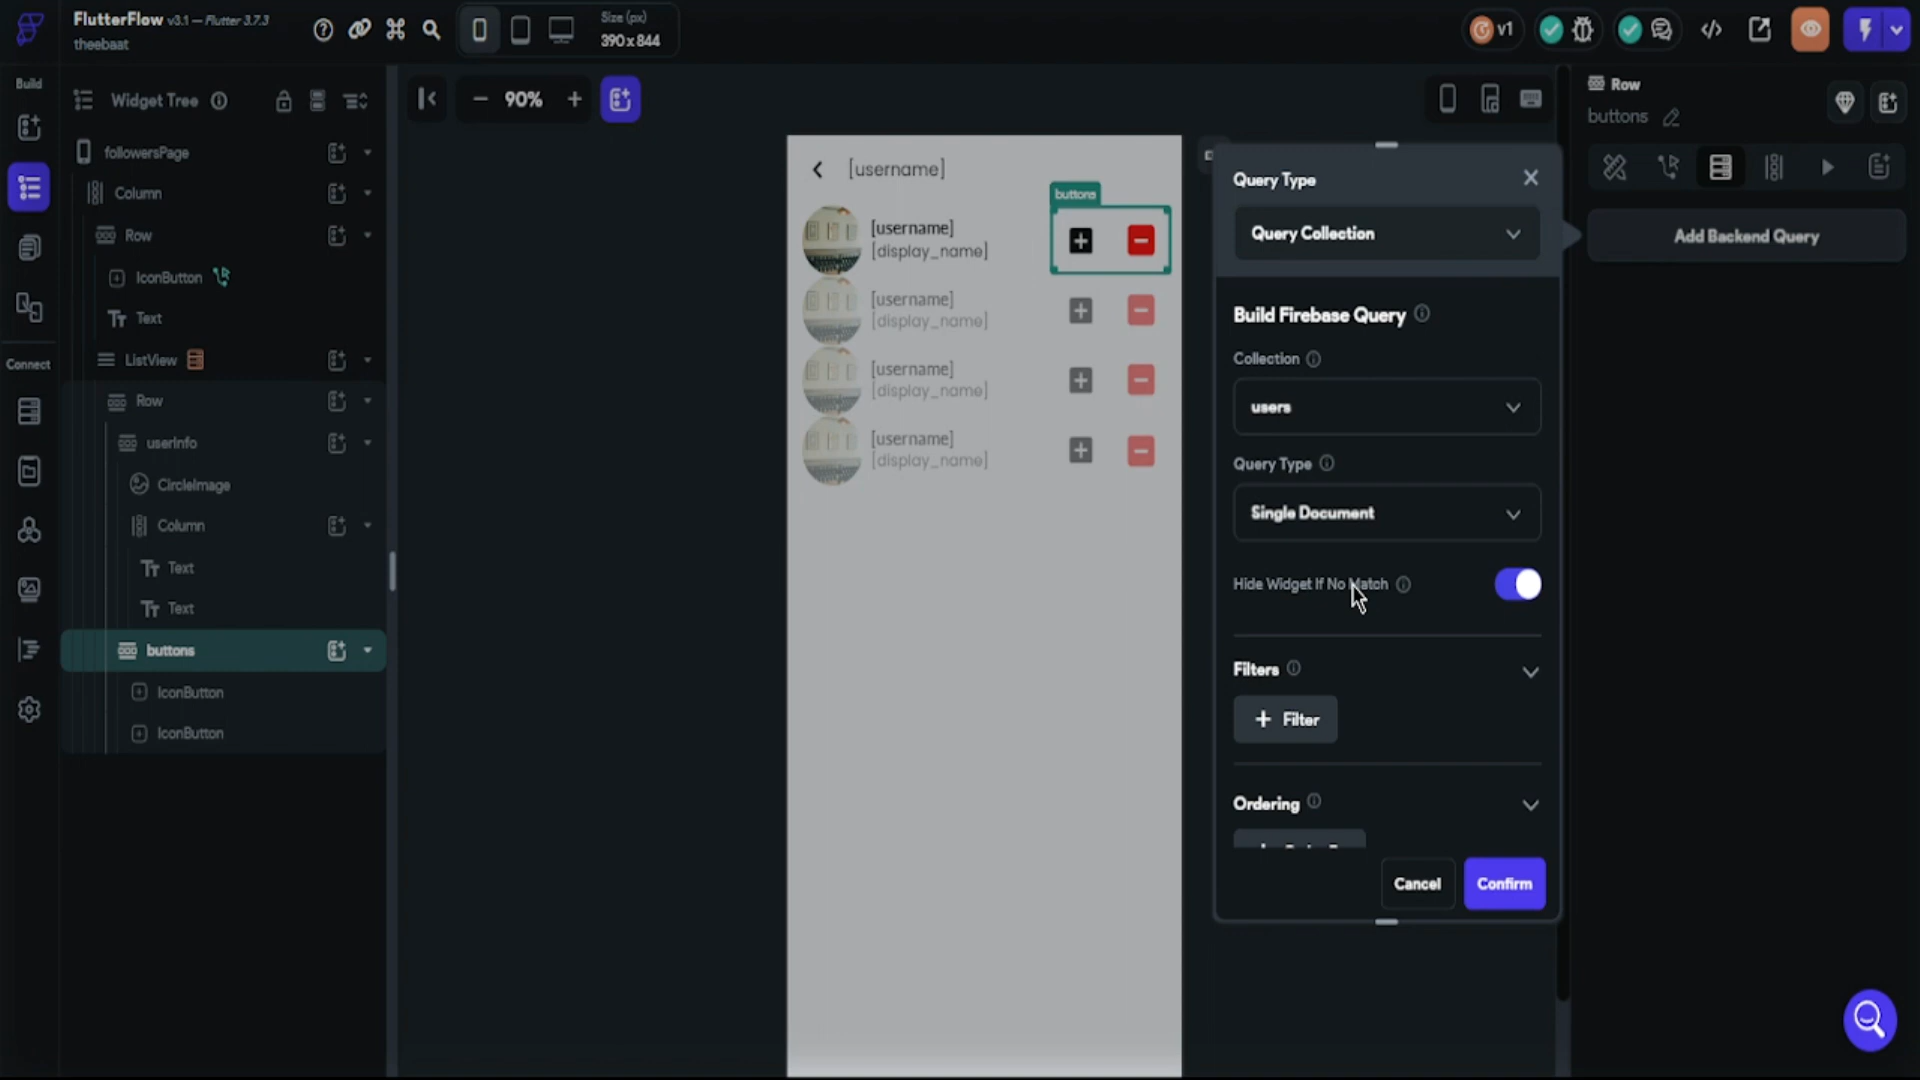 FlutterFlow v3.1 — Flutter 3.7.3
theebaat
Size (px)
390 x 844
v1
Build
Connect
Widget Tree
followersPage
Column
Row
IconButton
Text
ListView
Row
userInfo
CircleImage
Column
Text
Text
buttons
IconButton
IconButton
90%
[username]
buttons
[username]
[display_name]
[username]
[display_name]
[username]
[display_name]
[username]
[display_name]
Query Type
Query Collection
Build Firebase Query
Collection
users
Query Type
Single Document
Hide Widget If No Match
Filters
+ Filter
Ordering
Cancel
Confirm
Row
buttons
Add Backend Query